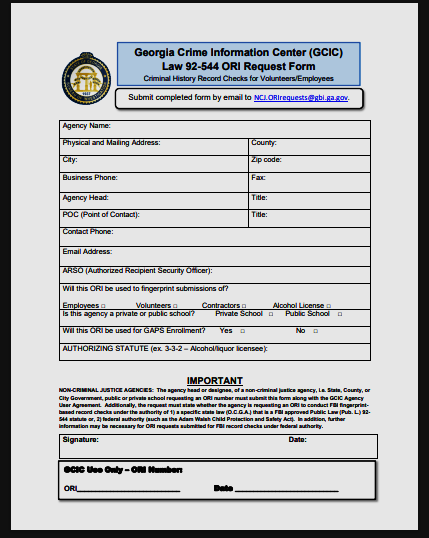 Georgia Crime Information Center (GCIC)
Law 92-544 ORI Request Form
Criminal History Record Checks for Volunteers/Employees
Submit completed form by email to NCJ.ORIrequests@gbi.ga.gov.
Agency Name:
Physical and Mailing Address: County:
City: Zip code:
Business Phone: Fax:
Agency Head: Title:
POC (Point of Contact): Title:
Contact Phone:
Email Address:
ARSO (Authorized Recipient Security Officer):
Will this ORI be used to fingerprint submissions of?
Employees □ Volunteers □ Contractors □ Alcohol License □
Is this agency a private or public school? Private School □ Public School □
Will this ORI be used for GAPS Enrollment? Yes □ No □
AUTHORIZING STATUTE (ex. 3-3-2 – Alcohol/liquor licensee):
IMPORTANT
NON-CRIMINAL JUSTICE AGENCIES: The agency head or designee, of a non-criminal justice agency, i.e. State, County, or
City Government, public or private school requesting an ORI number must submit this form along with the GCIC Agency
User Agreement. Additionally, the request must state whether the agency is requesting an ORI to conduct FBI fingerprint-
based record checks under the authority of 1) a specific state law (O.C.G.A.) that is a FBI approved Public Law (Pub. L.) 92-
544 statute or, 2) federal authority (such as the Adam Walsh Child Protection and Safety Act). In addition, further
information may be necessary for ORI requests submitted for FBI record checks under federal authority.
Signature: Date:
GCIC Use Only – ORI Number:
ORI____________________ Date ____________________